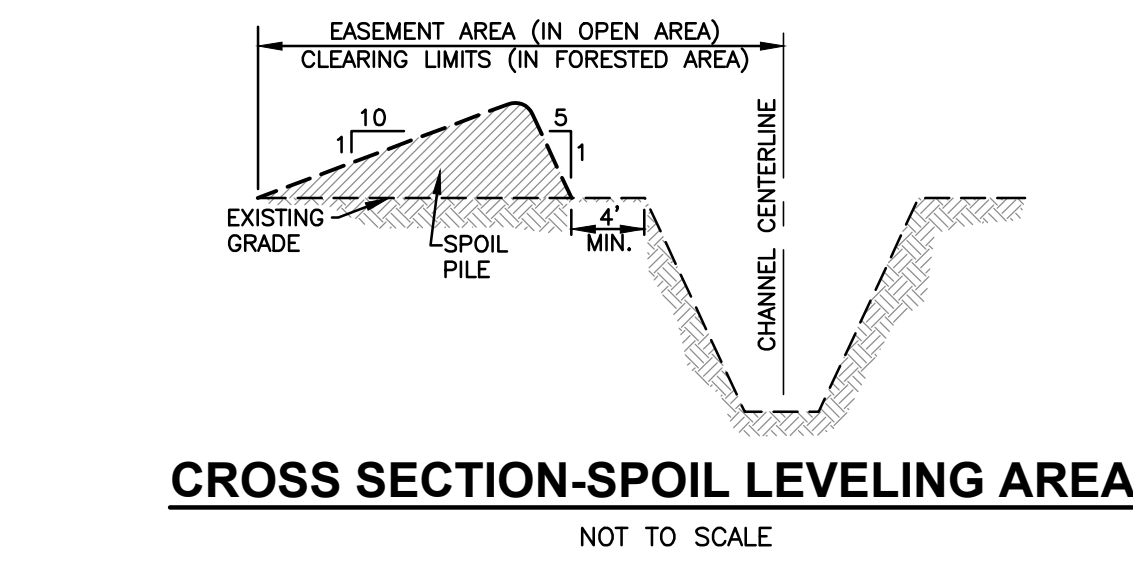 EASEMENT AREA (IN OPEN AREA)
CLEARING LIMITS (IN FORESTED AREA)
10
1
5
1
CHANNEL CENTERLINE
EXISTING
GRADE
SPOIL
PILE
4'
MIN.
CROSS SECTION-SPOIL LEVELING AREA
NOT TO SCALE